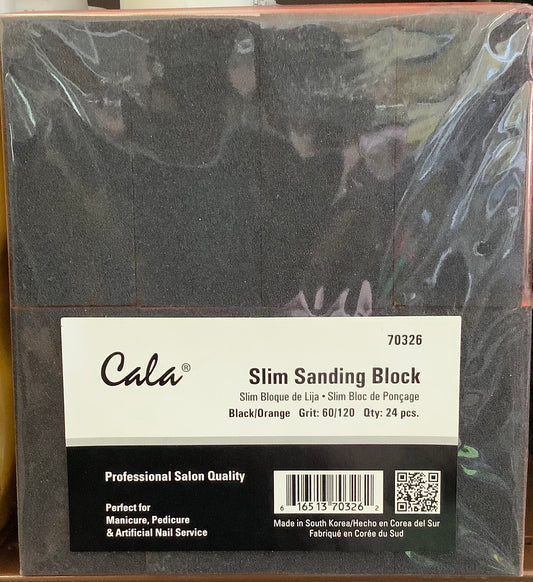 70326
Cala®
Slim Sanding Block
Slim Bloque de Lija • Slim Bloc de Ponçage
Black/Orange Grit: 60/120 Qty: 24 pcs.
Professional Salon Quality
Perfect for
Manicure, Pedicure
& Artificial Nail Service
6 16513 70326 2
Made in South Korea/Hecho en Corea del Sur
Fabriqué en Corée du Sud